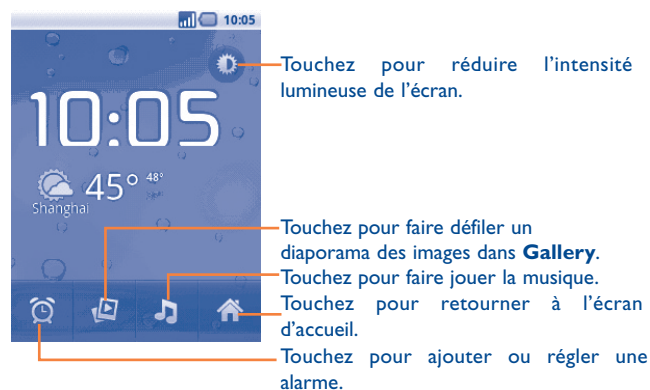 10:05
Touchez pour réduire l'intensité
lumineuse de l'écran.
10:05
45° 48°
Shanghai
Touchez pour faire défiler un
diaporama des images dans Gallery.
Touchez pour faire jouer la musique.
Touchez pour retourner à l'écran
d'accueil.
Touchez pour ajouter ou régler une
alarme.